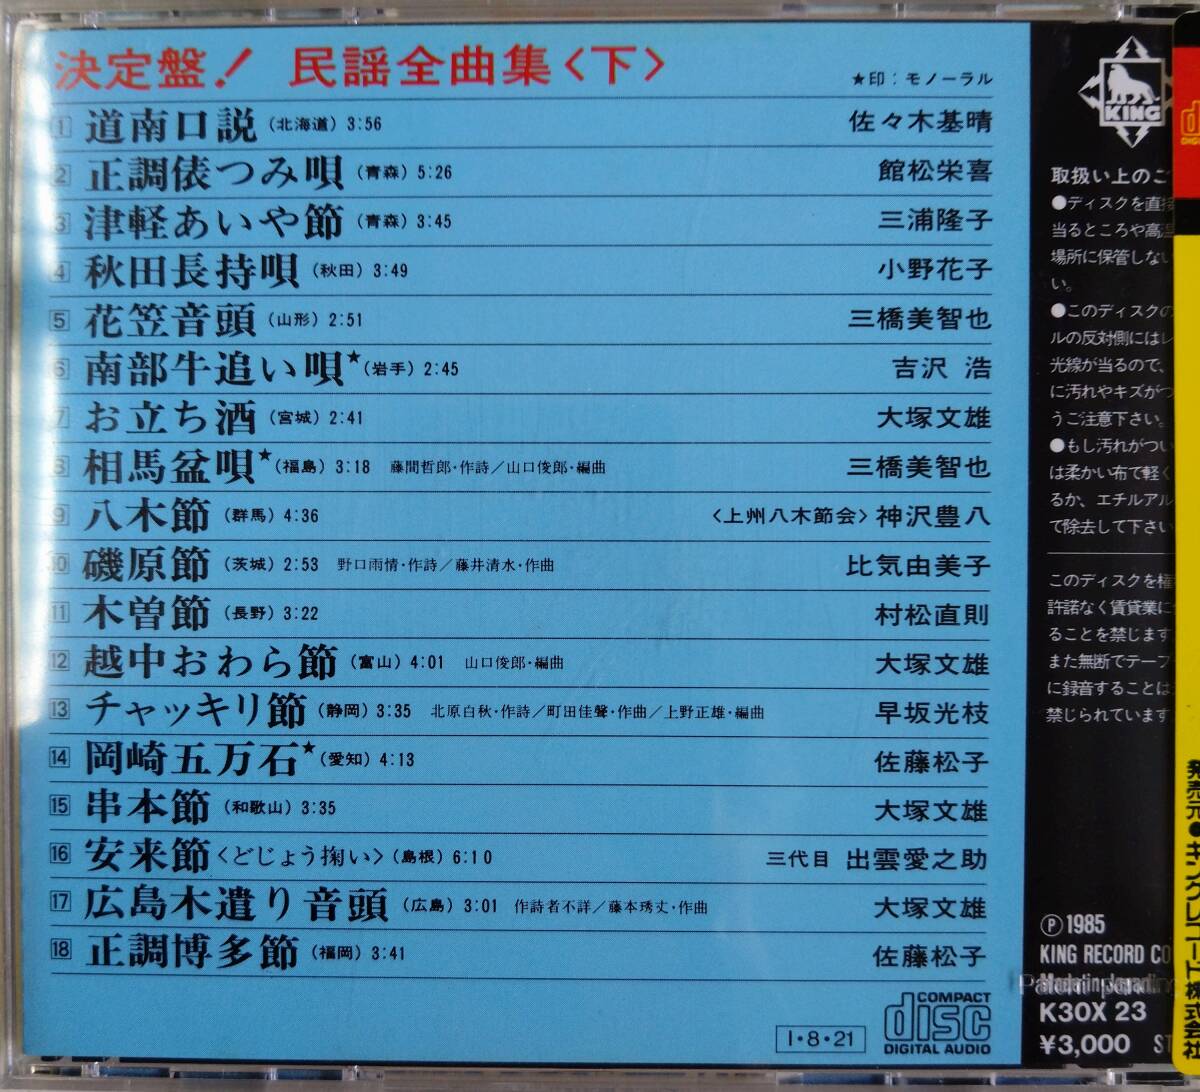 決定盤! 民謡全曲集〈下〉
★印:モノーラル
1 道南口説(北海道)3:56 佐々木基晴
2 正調俵つみ唄(青森)5:26 館松栄喜
3 津軽あいや節(青森)3:45 三浦隆子
4 秋田長持唄(秋田)3:49 小野花子
5 花笠音頭(山形)2:51 三橋美智也
6 南部牛追い唄★(岩手)2:45 吉沢 浩
7 お立ち酒(宮城)2:41 大塚文雄
8 相馬盆唄★(福島)3:18 藤間哲郎・作詩/山口俊郎・編曲 三橋美智也
9 八木節(群馬)4:36 〈上州八木節会〉神沢豊八
10 磯原節(茨城)2:53 野口雨情・作詩/藤井清水・作曲 比気由美子
11 木曽節(長野)3:22 村松直則
12 越中おわら節(富山)4:01 山口俊郎・編曲 大塚文雄
13 チャッキリ節(静岡)3:35 北原白秋・作詩/町田佳聲・作曲/上野正雄・編曲 早坂光枝
14 岡崎五万石★(愛知)4:13 佐藤松子
15 串本節(和歌山)3:35 大塚文雄
16 安来節〈どじょう掬い〉(島根)6:10 三代目 出雲愛之助
17 広島木遣り音頭(広島)3:01 作詩者不詳/藤本琇丈・作曲 大塚文雄
18 正調博多節(福岡)3:41 佐藤松子
I・8・21
COMPACT
disc
DIGITAL AUDIO
KING
取扱い上のご
●ディスクを直接
当るところや高温
場所に保管しない
い。
●このディスクの
ルの反対側にはレ
光線が当るので、
に汚れやキズがつ
うご注意下さい。
●もし汚れがつい
は柔かい布で軽く
るか、エチルアル
で除去して下さい
このディスクを権
許諾なく賃貸業に
ることを禁じます
また無断でテープ
に録音することは
禁じられています
Ⓟ1985
KING RECORD CO
Made in Japan
K30X 23
¥3,000 ST
発売元●キングレコード株式会社